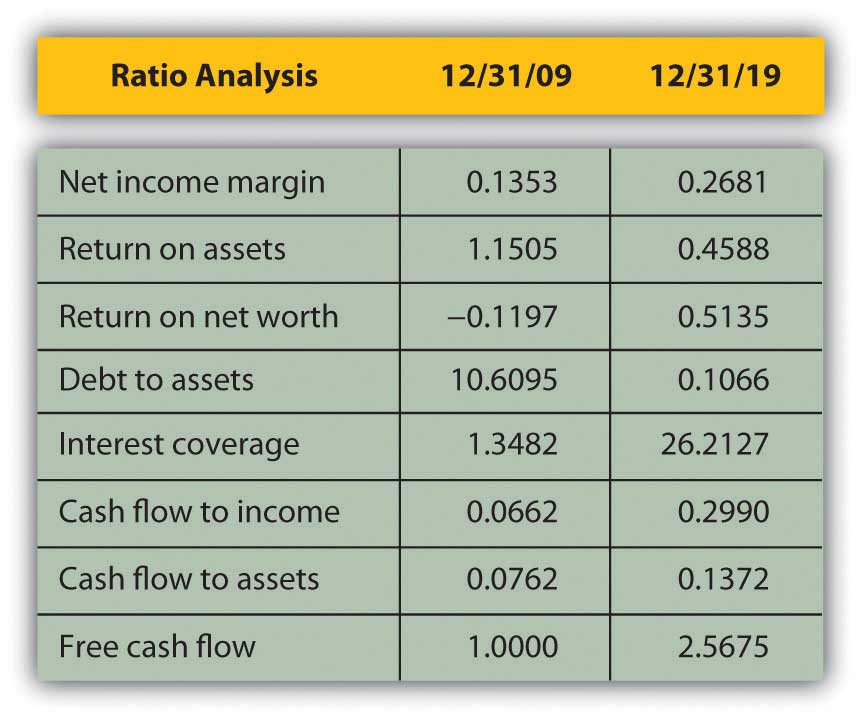 Ratio Analysis 12/31/09 12/31/19
Net income margin 0.1353 0.2681
Return on assets 1.1505 0.4588
Return on net worth −0.1197 0.5135
Debt to assets 10.6095 0.1066
Interest coverage 1.3482 26.2127
Cash flow to income 0.0662 0.2990
Cash flow to assets 0.0762 0.1372
Free cash flow 1.0000 2.5675